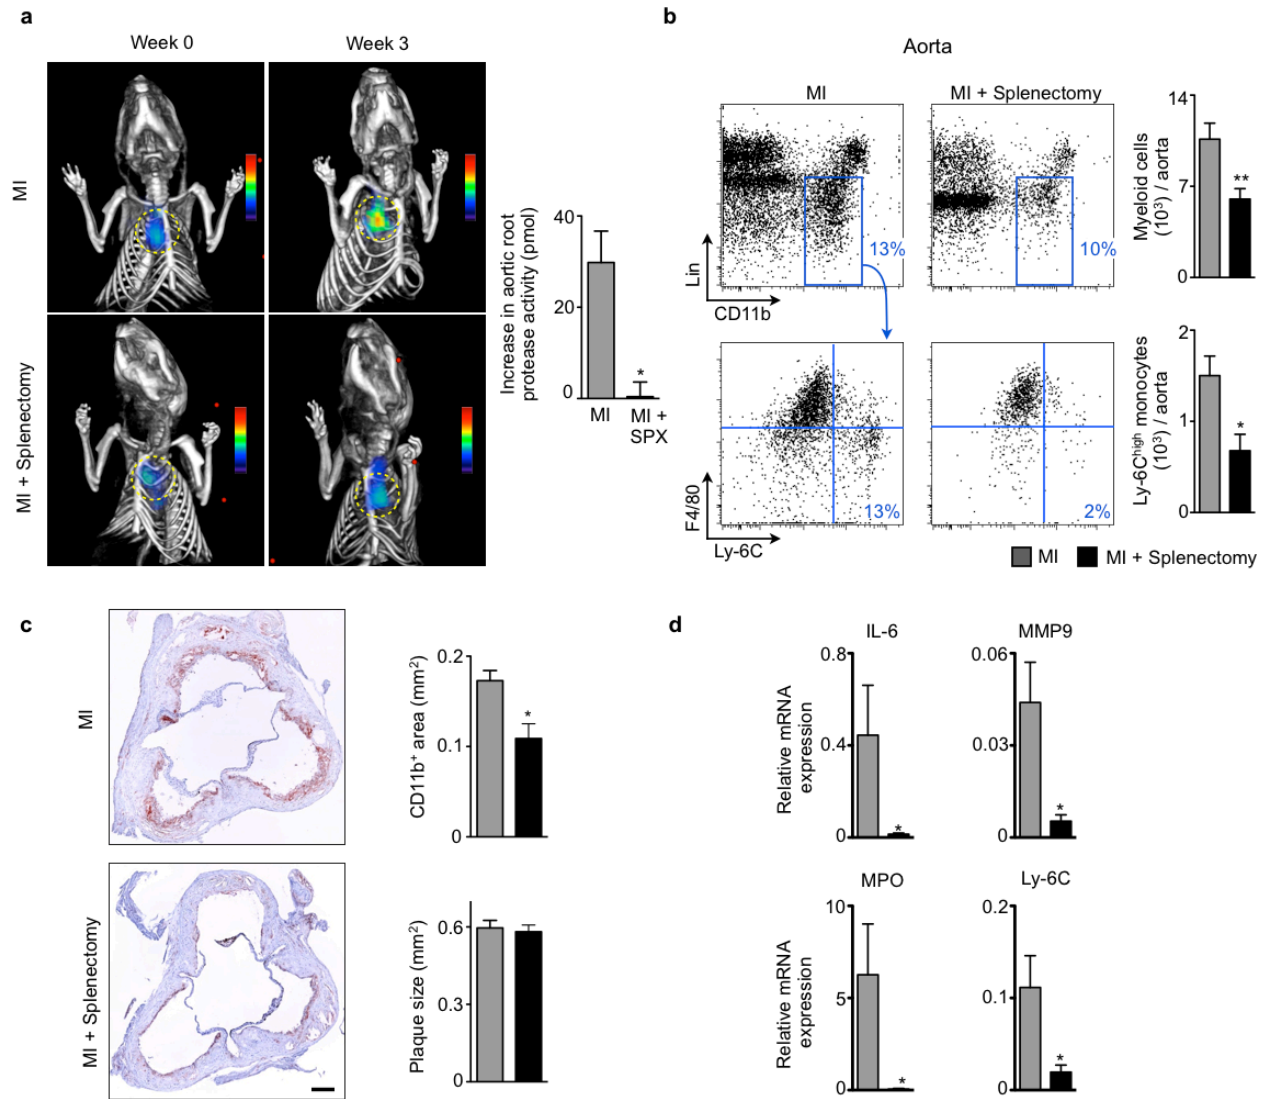 a
Week 0
Week 3
MI
MI + Splenectomy
Increase in aortic root
protease activity (pmol)
40
20
0
*
MI
MI +
SPX
b
Aorta
MI
MI + Splenectomy
Lin
CD11b
13%
10%
Myeloid cells
(10³) / aorta
14
7
0
**
F4/80
Ly-6C
13%
2%
Ly-6Chigh monocytes
(10³) / aorta
2
1
0
*
MI
MI + Splenectomy
c
MI
MI + Splenectomy
CD11b⁺ area (mm²)
0.2
0.1
0
*
Plaque size (mm²)
0.6
0.3
0
d
IL-6
Relative mRNA
expression
0.8
0.4
0
*
MMP9
0.06
0.03
0
*
MPO
Relative mRNA
expression
10
5
0
*
Ly-6C
0.2
0.1
0
*